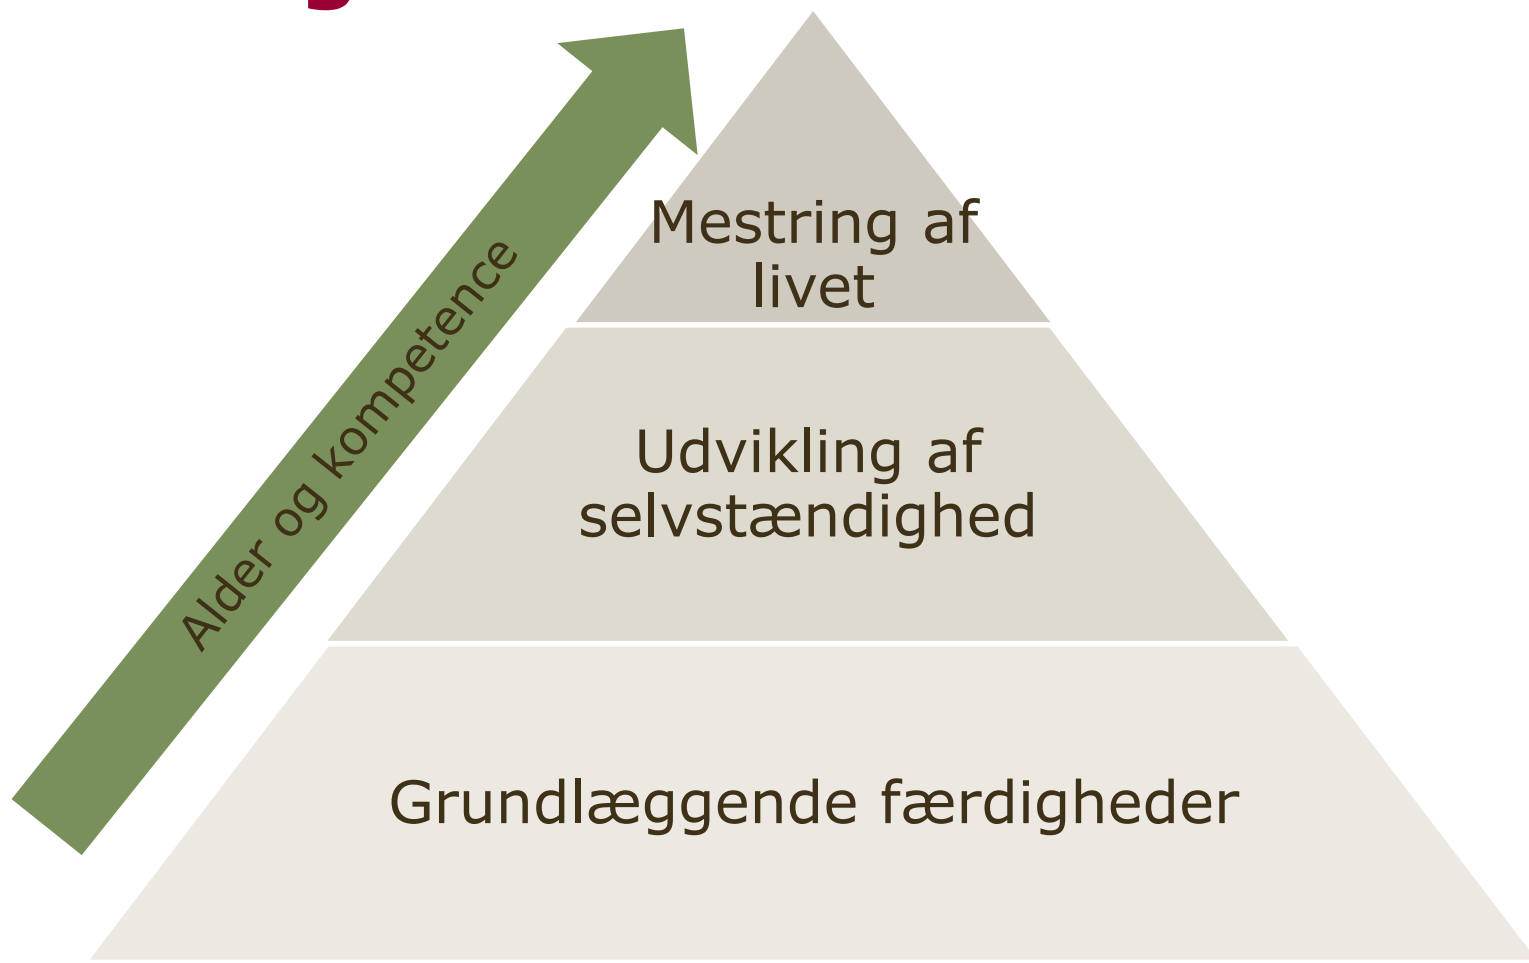 Mestring af
livet
Alder og kompetence
Udvikling af
selvstændighed
Grundlæggende færdigheder